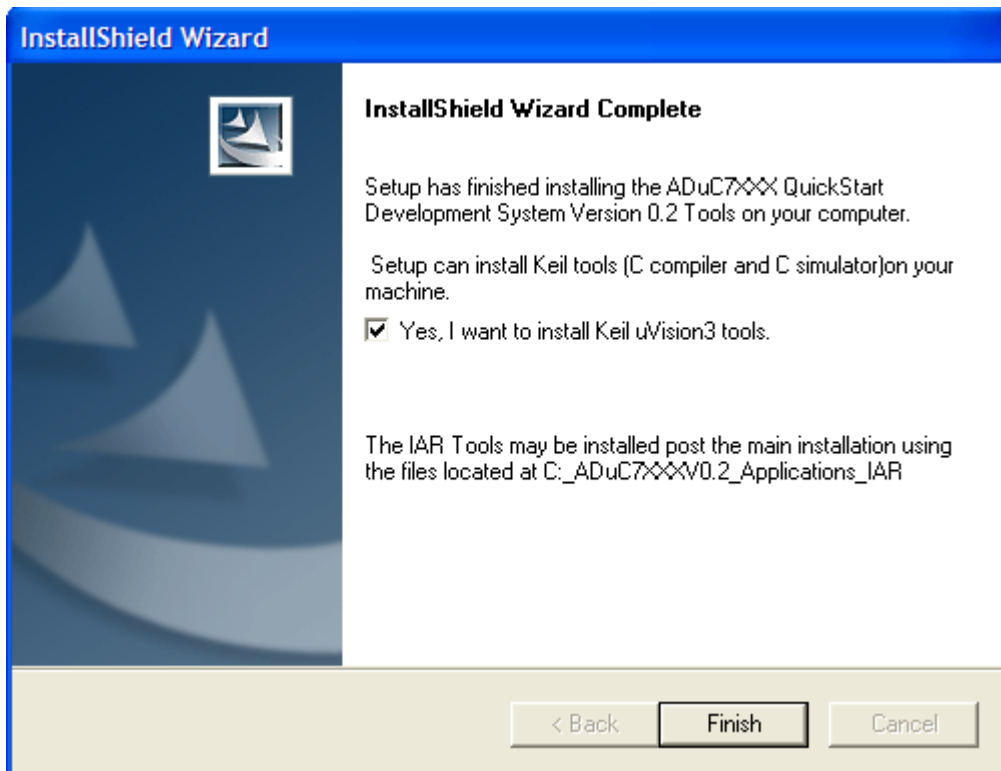 InstallShield Wizard
InstallShield Wizard Complete
Setup has finished installing the ADuC7XXX QuickStart
Development System Version 0.2 Tools on your computer.
Setup can install Keil tools (C compiler and C simulator)on your
machine.
Yes, I want to install Keil uVision3 tools.
The IAR Tools may be installed post the main installation using
the files located at C:_ADuC7XXXV0.2_Applications_IAR
< Back Finish Cancel